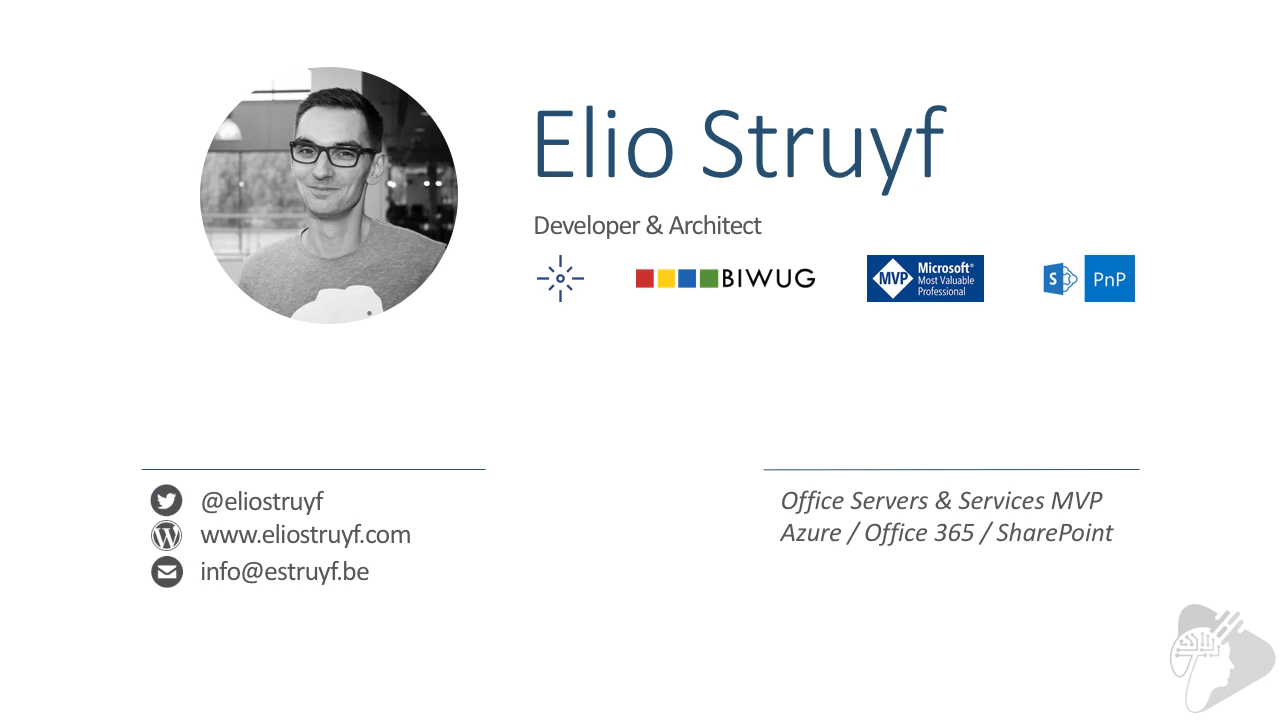 Elio Struyf
Developer & Architect
BIWUG
MVP
Microsoft®
Most Valuable
Professional
S
PnP
@eliostruyf
www.eliostruyf.com
info@estruyf.be
Office Servers & Services MVP
Azure / Office 365 / SharePoint